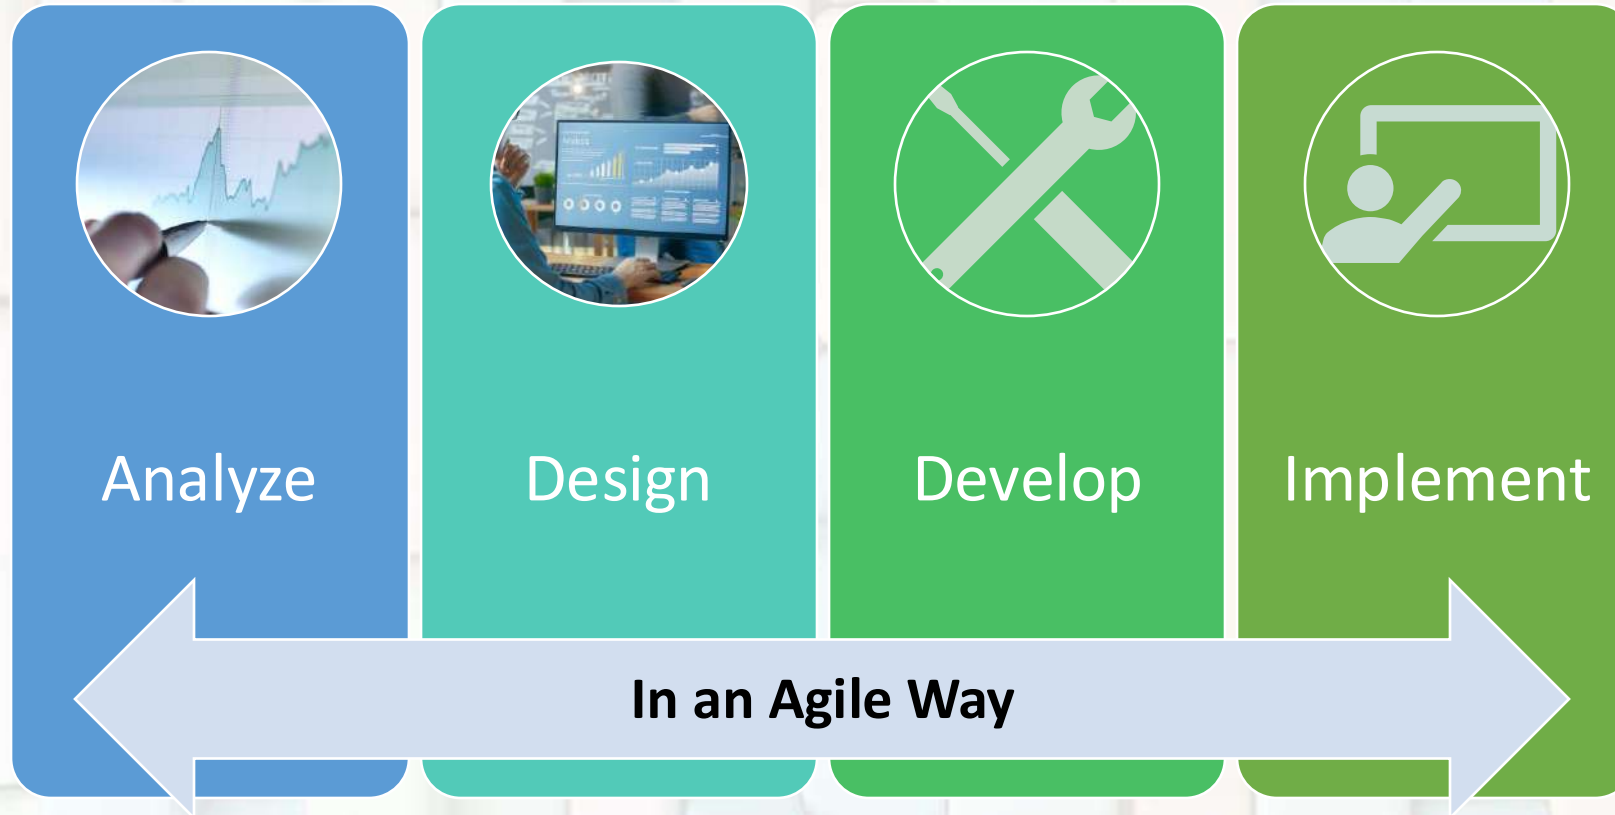 Analyze
Design
Develop
Implement
In an Agile Way